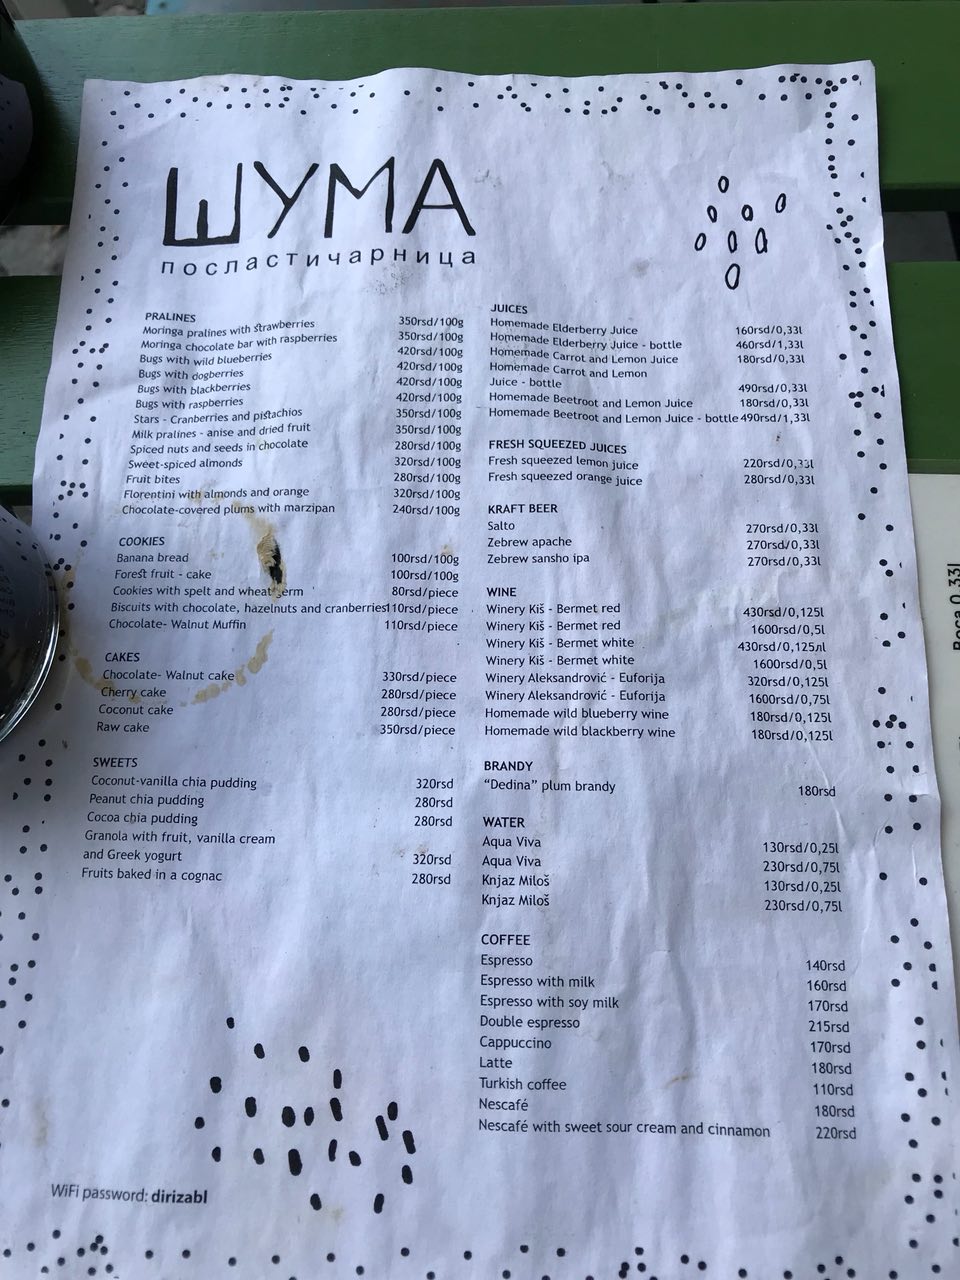 ШУМА
посластичарница
PRALINES
Moringa pralines with strawberries 350rsd/100g
Moringa chocolate bar with raspberries 350rsd/100g
Bugs with wild blueberries 420rsd/100g
Bugs with dogberries 420rsd/100g
Bugs with blackberries 420rsd/100g
Bugs with raspberries 420rsd/100g
Stars - Cranberries and pistachios 350rsd/100g
Milk pralines - anise and dried fruit 350rsd/100g
Spiced nuts and seeds in chocolate 280rsd/100g
Sweet-spiced almonds 320rsd/100g
Fruit bites 280rsd/100g
Florentini with almonds and orange 320rsd/100g
Chocolate-covered plums with marzipan 240rsd/100g
COOKIES
Banana bread 100rsd/100g
Forest fruit - cake 100rsd/100g
Cookies with spelt and wheat germ 80rsd/piece
Biscuits with chocolate, hazelnuts and cranberries 110rsd/piece
Chocolate- Walnut Muffin 110rsd/piece
CAKES
Chocolate- Walnut cake 330rsd/piece
Cherry cake 280rsd/piece
Coconut cake 280rsd/piece
Raw cake 350rsd/piece
SWEETS
Coconut-vanilla chia pudding 320rsd
Peanut chia pudding 280rsd
Cocoa chia pudding 280rsd
Granola with fruit, vanilla cream
and Greek yogurt 320rsd
Fruits baked in a cognac 280rsd
JUICES
Homemade Elderberry Juice 160rsd/0,33l
Homemade Elderberry Juice - bottle 460rsd/1,33l
Homemade Carrot and Lemon Juice 180rsd/0,33l
Homemade Carrot and Lemon
Juice - bottle 490rsd/0,33l
Homemade Beetroot and Lemon Juice 180rsd/0,33l
Homemade Beetroot and Lemon Juice - bottle 490rsd/1,33l
FRESH SQUEEZED JUICES
Fresh squeezed lemon juice 220rsd/0,33l
Fresh squeezed orange juice 280rsd/0,33l
KRAFT BEER
Salto 270rsd/0,33l
Zebrew apache 270rsd/0,33l
Zebrew sansho ipa 270rsd/0,33l
WINE
Winery Kiš - Bermet red 430rsd/0,125l
Winery Kiš - Bermet red 1600rsd/0,5l
Winery Kiš - Bermet white 430rsd/0,125лl
Winery Kiš - Bermet white 1600rsd/0,5l
Winery Aleksandrović - Euforija 320rsd/0,125l
Winery Aleksandrović - Euforija 1600rsd/0,75l
Homemade wild blueberry wine 180rsd/0,125l
Homemade wild blackberry wine 180rsd/0,125l
BRANDY
“Dedina” plum brandy 180rsd
WATER
Aqua Viva 130rsd/0,25l
Aqua Viva 230rsd/0,75l
Knjaz Miloš 130rsd/0,25l
Knjaz Miloš 230rsd/0,75l
COFFEE
Espresso 140rsd
Espresso with milk 160rsd
Espresso with soy milk 170rsd
Double espresso 215rsd
Cappuccino 170rsd
Latte 180rsd
Turkish coffee 110rsd
Nescafé 180rsd
Nescafé with sweet sour cream and cinnamon 220rsd
WiFi password: dirizabl